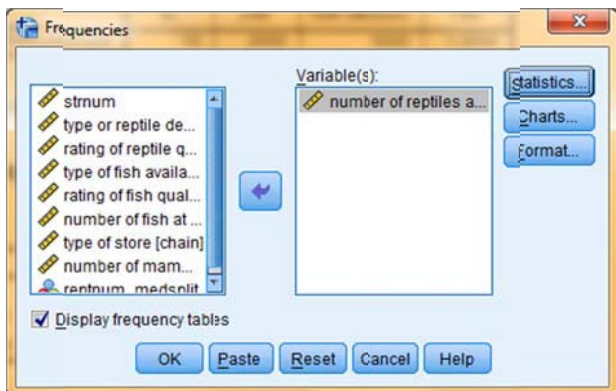 Frequencies
strnum
type or reptile de...
rating of reptile q...
type of fish availa...
rating of fish qual...
number of fish at ...
type of store [chain]
number of mam...
reptnum_medsplit
Variable(s):
number of reptiles a...
Statistics...
Charts...
Format...
Display frequency tables
OK
Paste
Reset
Cancel
Help